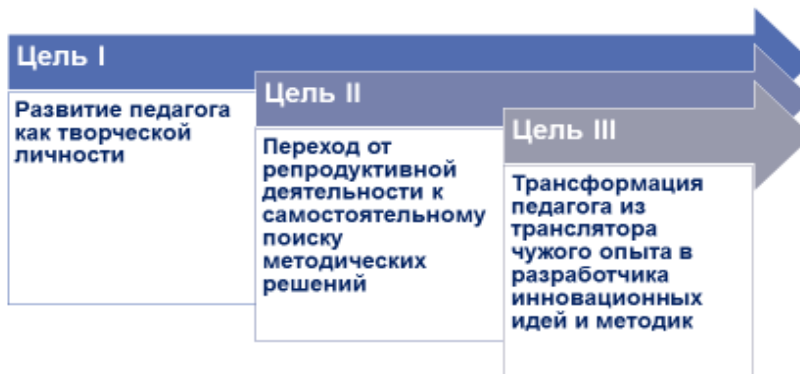 Цель I
Развитие педагога
как творческой
личности
Цель II
Переход от
репродуктивной
деятельности к
самостоятельному
поиску
методических
решений
Цель III
Трансформация
педагога из
транслятора
чужого опыта в
разработчика
инновационных
идей и методик